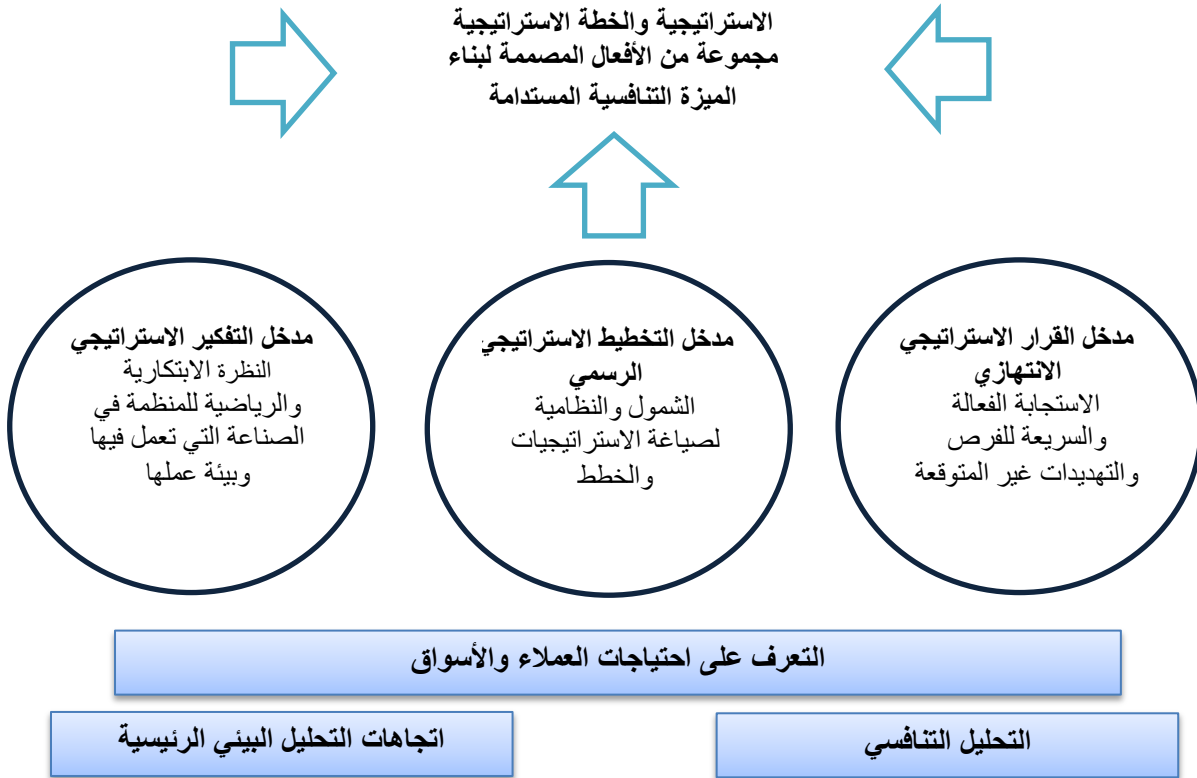 الاستراتيجية والخطة الاستراتيجية
مجموعة من الأفعال المصممة لبناء
الميزة التنافسية المستدامة
مدخل القرار الاستراتيجي
الانتهازي
الاستجابة الفعالة
والسريعة للفرص
والتهديدات غير المتوقعة
مدخل التخطيط الاستراتيجي
الرسمي
الشمول والنظامية
لصياغة الاستراتيجيات
والخطط
مدخل التفكير الاستراتيجي
النظرة الابتكارية
والرياضية للمنظمة في
الصناعة التي تعمل فيها
وبيئة عملها
التعرف على احتياجات العملاء والأسواق
التحليل التنافسي
اتجاهات التحليل البيئي الرئيسية